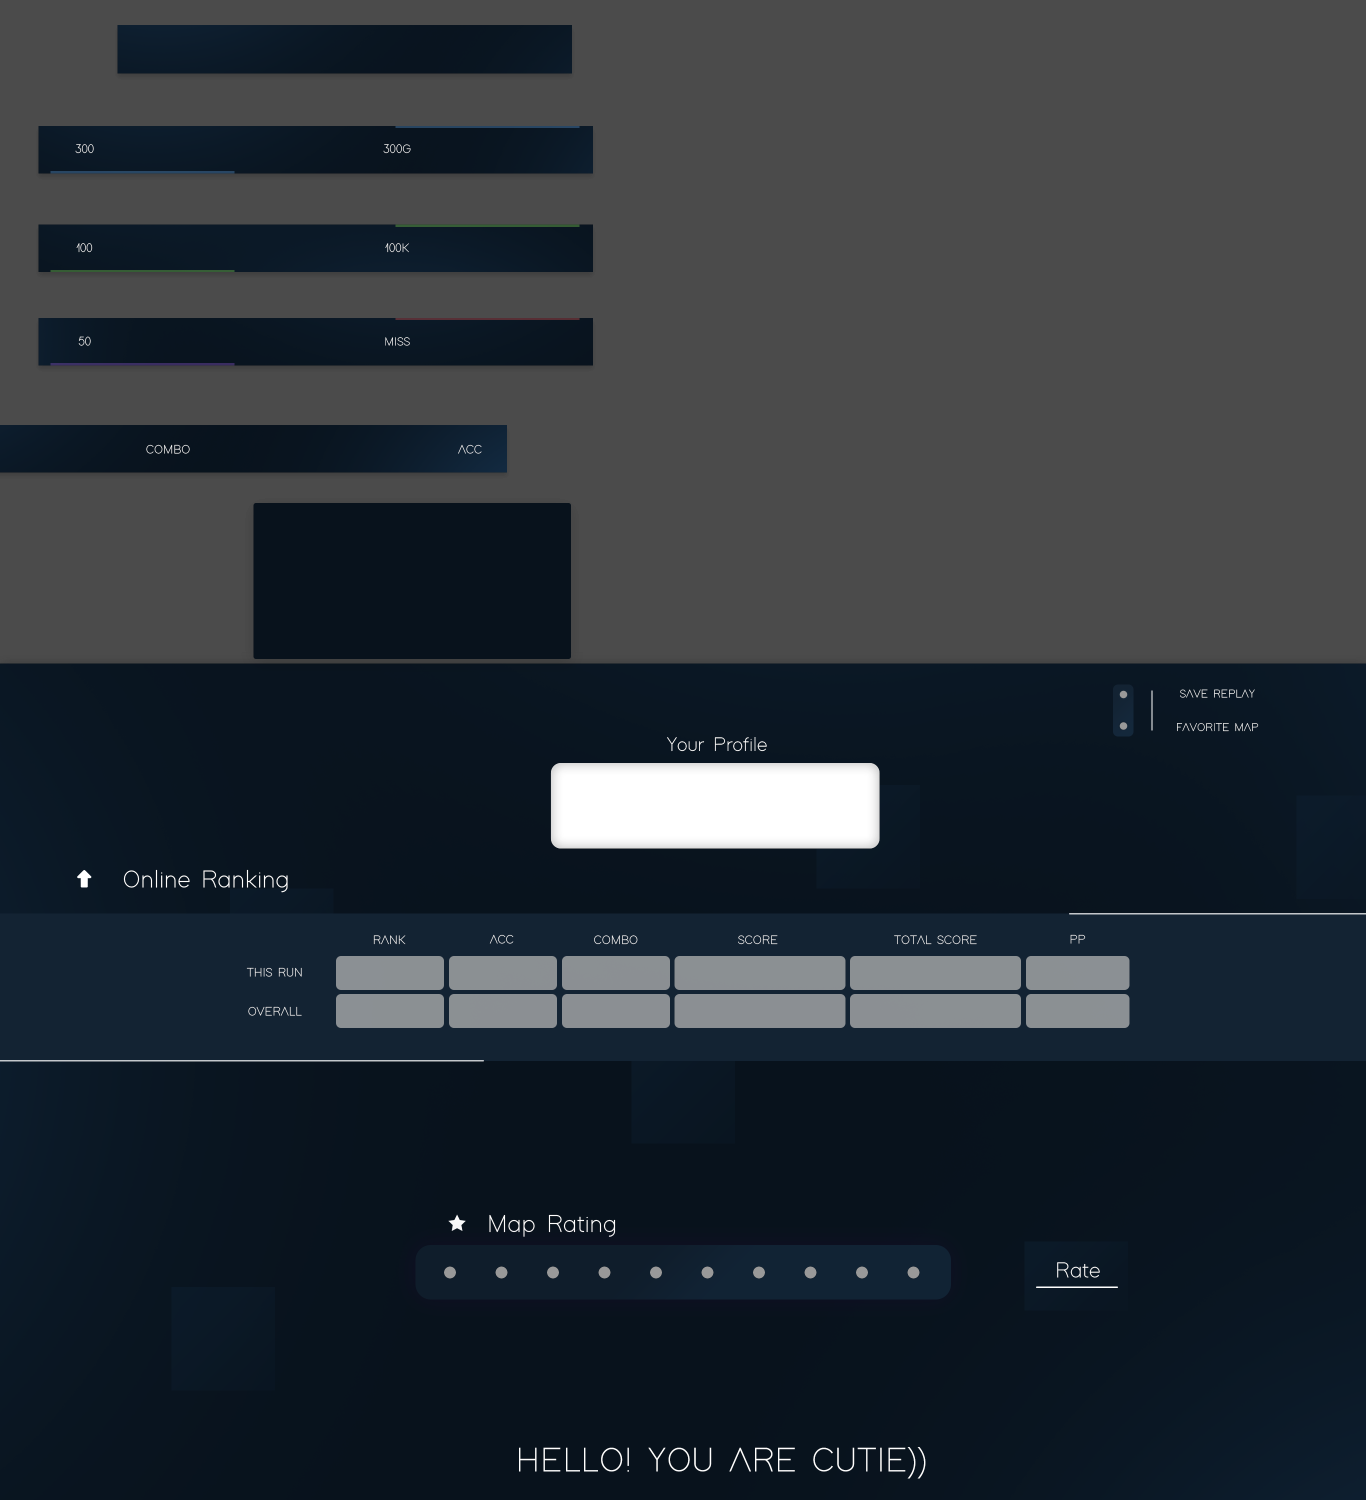 300 300G
100 100K
50 MISS
COMBO ACC
SAVE REPLAY
FAVORITE MAP
Your Profile
Online Ranking
RANK ACC COMBO SCORE TOTAL SCORE PP
THIS RUN
OVERALL
Map Rating
Rate
HELLO! YOU ARE CUTIE))